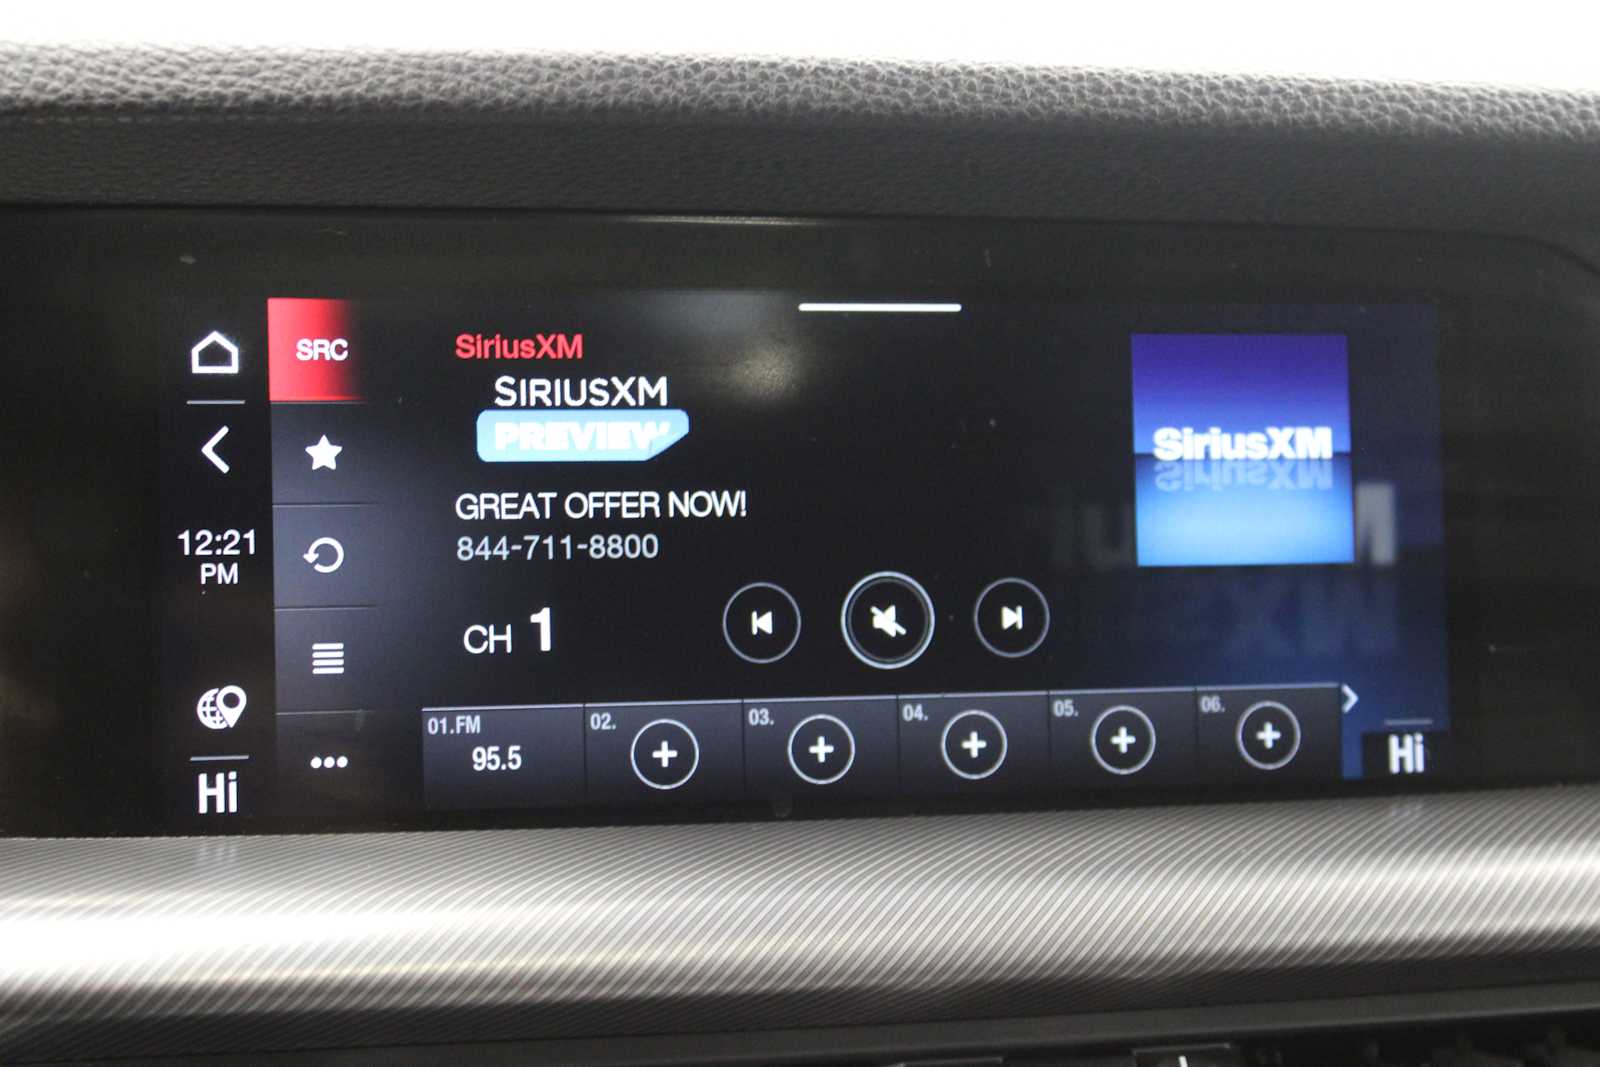 SRC
12:21
PM
Hi
SiriusXM
SIRIUSXM
PREVIEW
GREAT OFFER NOW!
844-711-8800
CH 1
01.FM
95.5
02.
03.
04.
05.
06.
SiriusXM
Hi